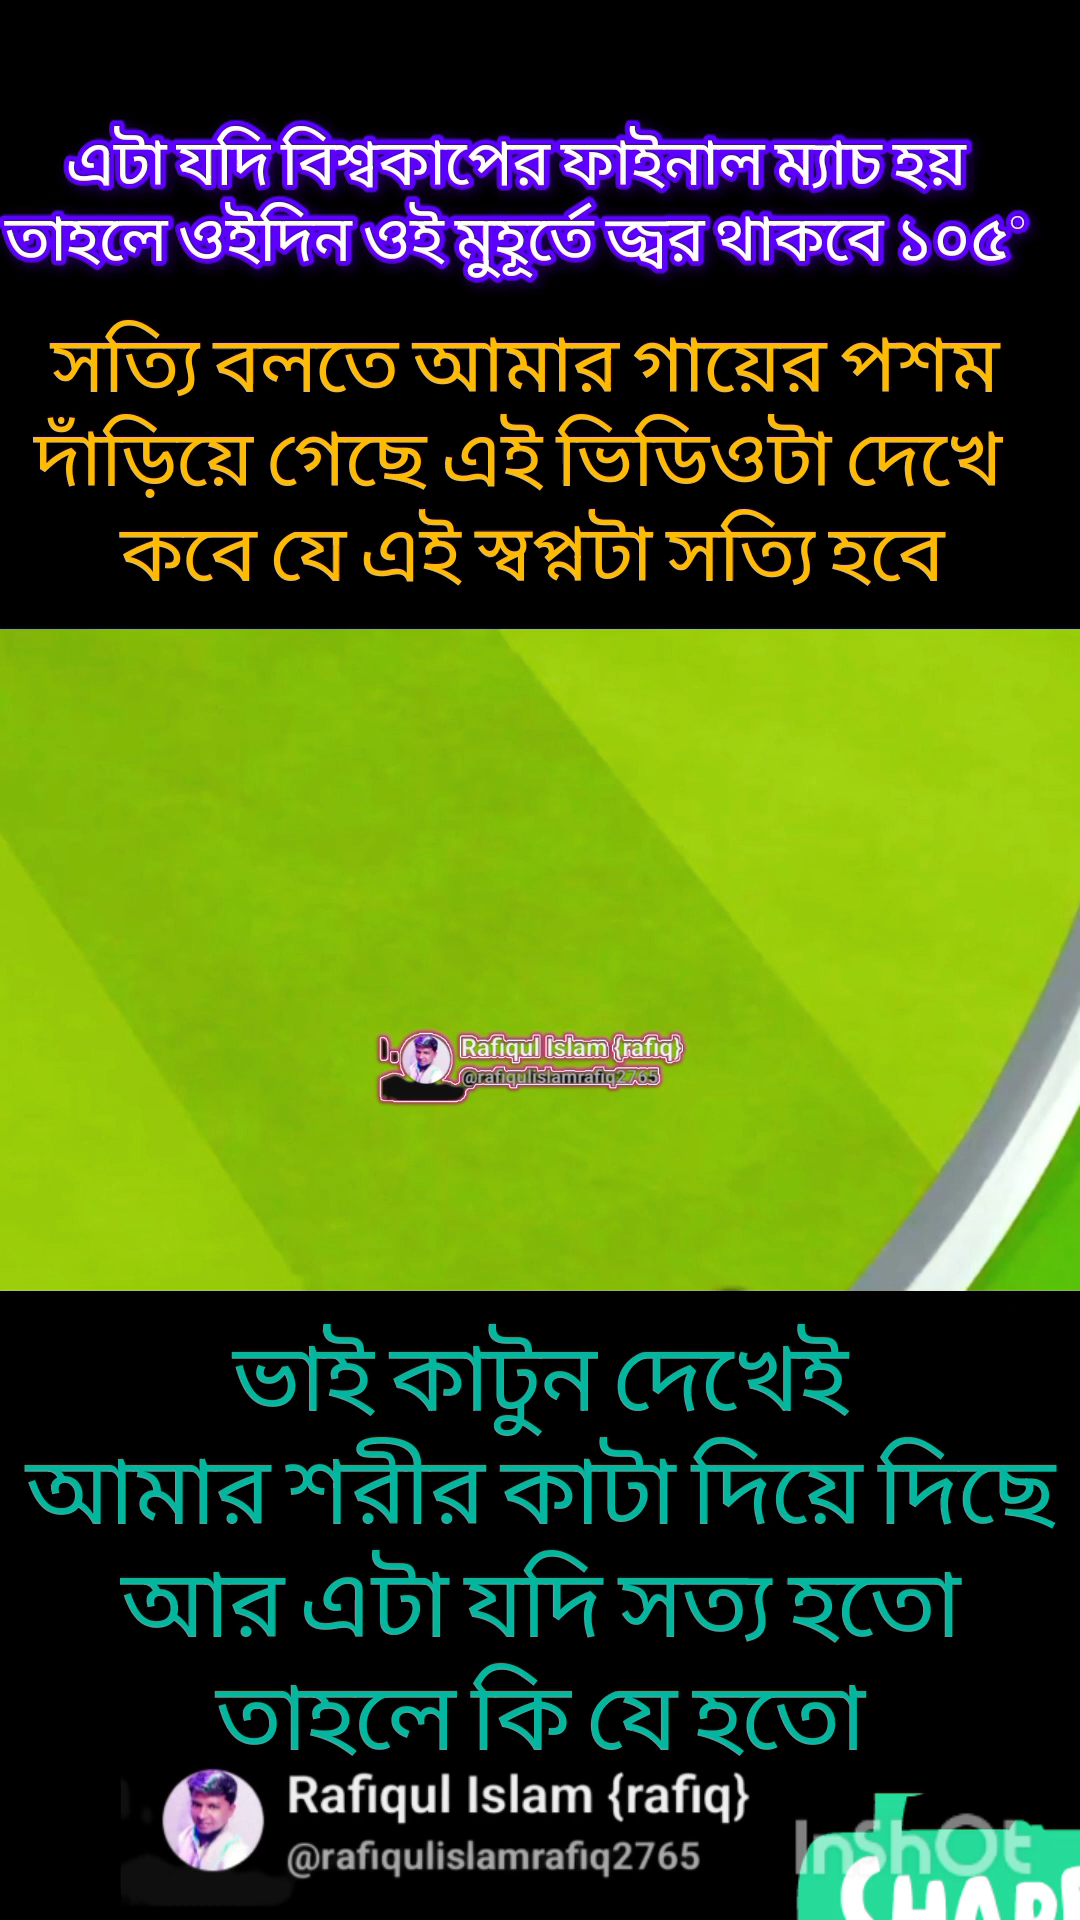 এটা যদি বিশ্বকাপের ফাইনাল ম্যাচ হয়
তাহলে ওইদিন ওই মুহূর্তে জ্বর থাকবে ১০৫°
সত্যি বলতে আমার গায়ের পশম
দাঁড়িয়ে গেছে এই ভিডিওটা দেখে
কবে যে এই স্বপ্নটা সত্যি হবে
Rafiqul Islam {rafiq}
@rafiqulislamrafiq2765
ভাই কাটুন দেখেই
আমার শরীর কাটা দিয়ে দিছে
আর এটা যদি সত্য হতো
তাহলে কি যে হতো
Rafiqul Islam {rafiq}
@rafiqulislamrafiq2765
InShOt